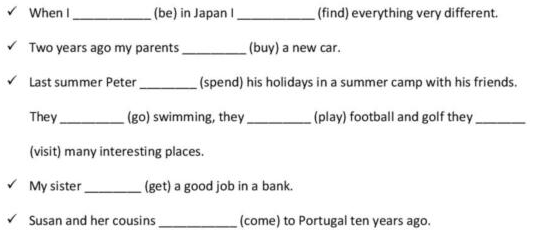 ✓ When I ___________ (be) in Japan I ___________ (find) everything very different.
✓ Two years ago my parents _________ (buy) a new car.
✓ Last summer Peter ________ (spend) his holidays in a summer camp with his friends.
They _________ (go) swimming, they _________ (play) football and golf they _______
(visit) many interesting places.
✓ My sister ________ (get) a good job in a bank.
✓ Susan and her cousins ___________ (come) to Portugal ten years ago.